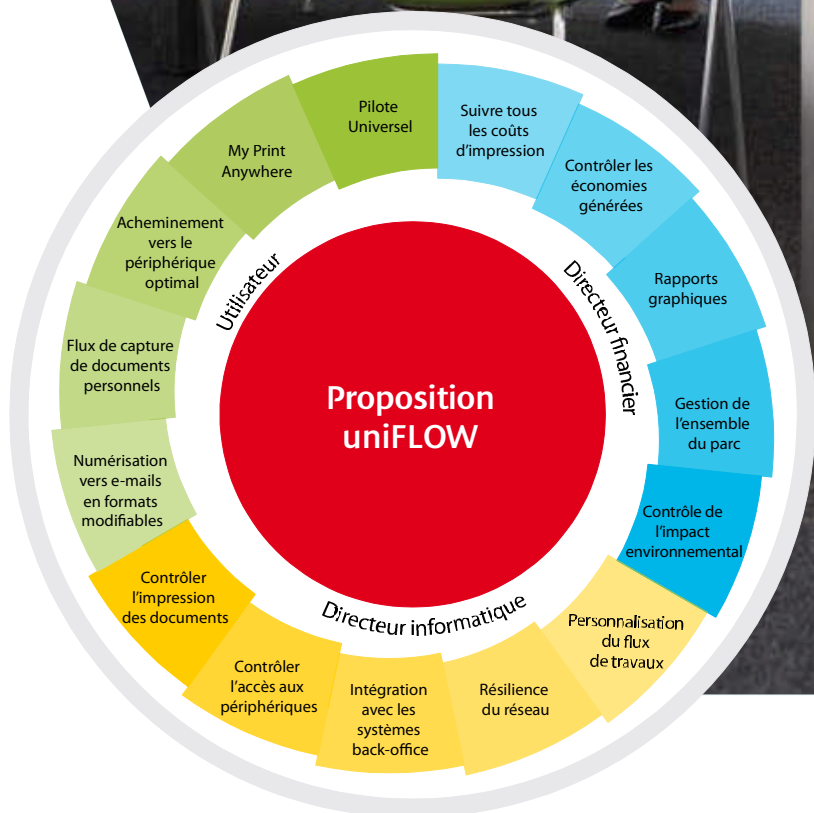 Pilote
Universel
Suivre tous
les coûts
d'impression
Contrôler les
économies
générées
Rapports
graphiques
Gestion de
l'ensemble
du parc
Contrôle de
l'impact
environnemental
Personnalisation
du flux
de travaux
Résilience
du réseau
Intégration
avec les
systèmes
back-office
Contrôler
l'accès aux
périphériques
Contrôler
l'impression
des documents
Numérisation
vers e-mails
en formats
modifiables
Flux de capture
de documents
personnels
Acheminement
vers le
périphérique
optimal
My Print
Anywhere
Utilisateur
Directeur financier
Directeur informatique
Proposition
uniFLOW